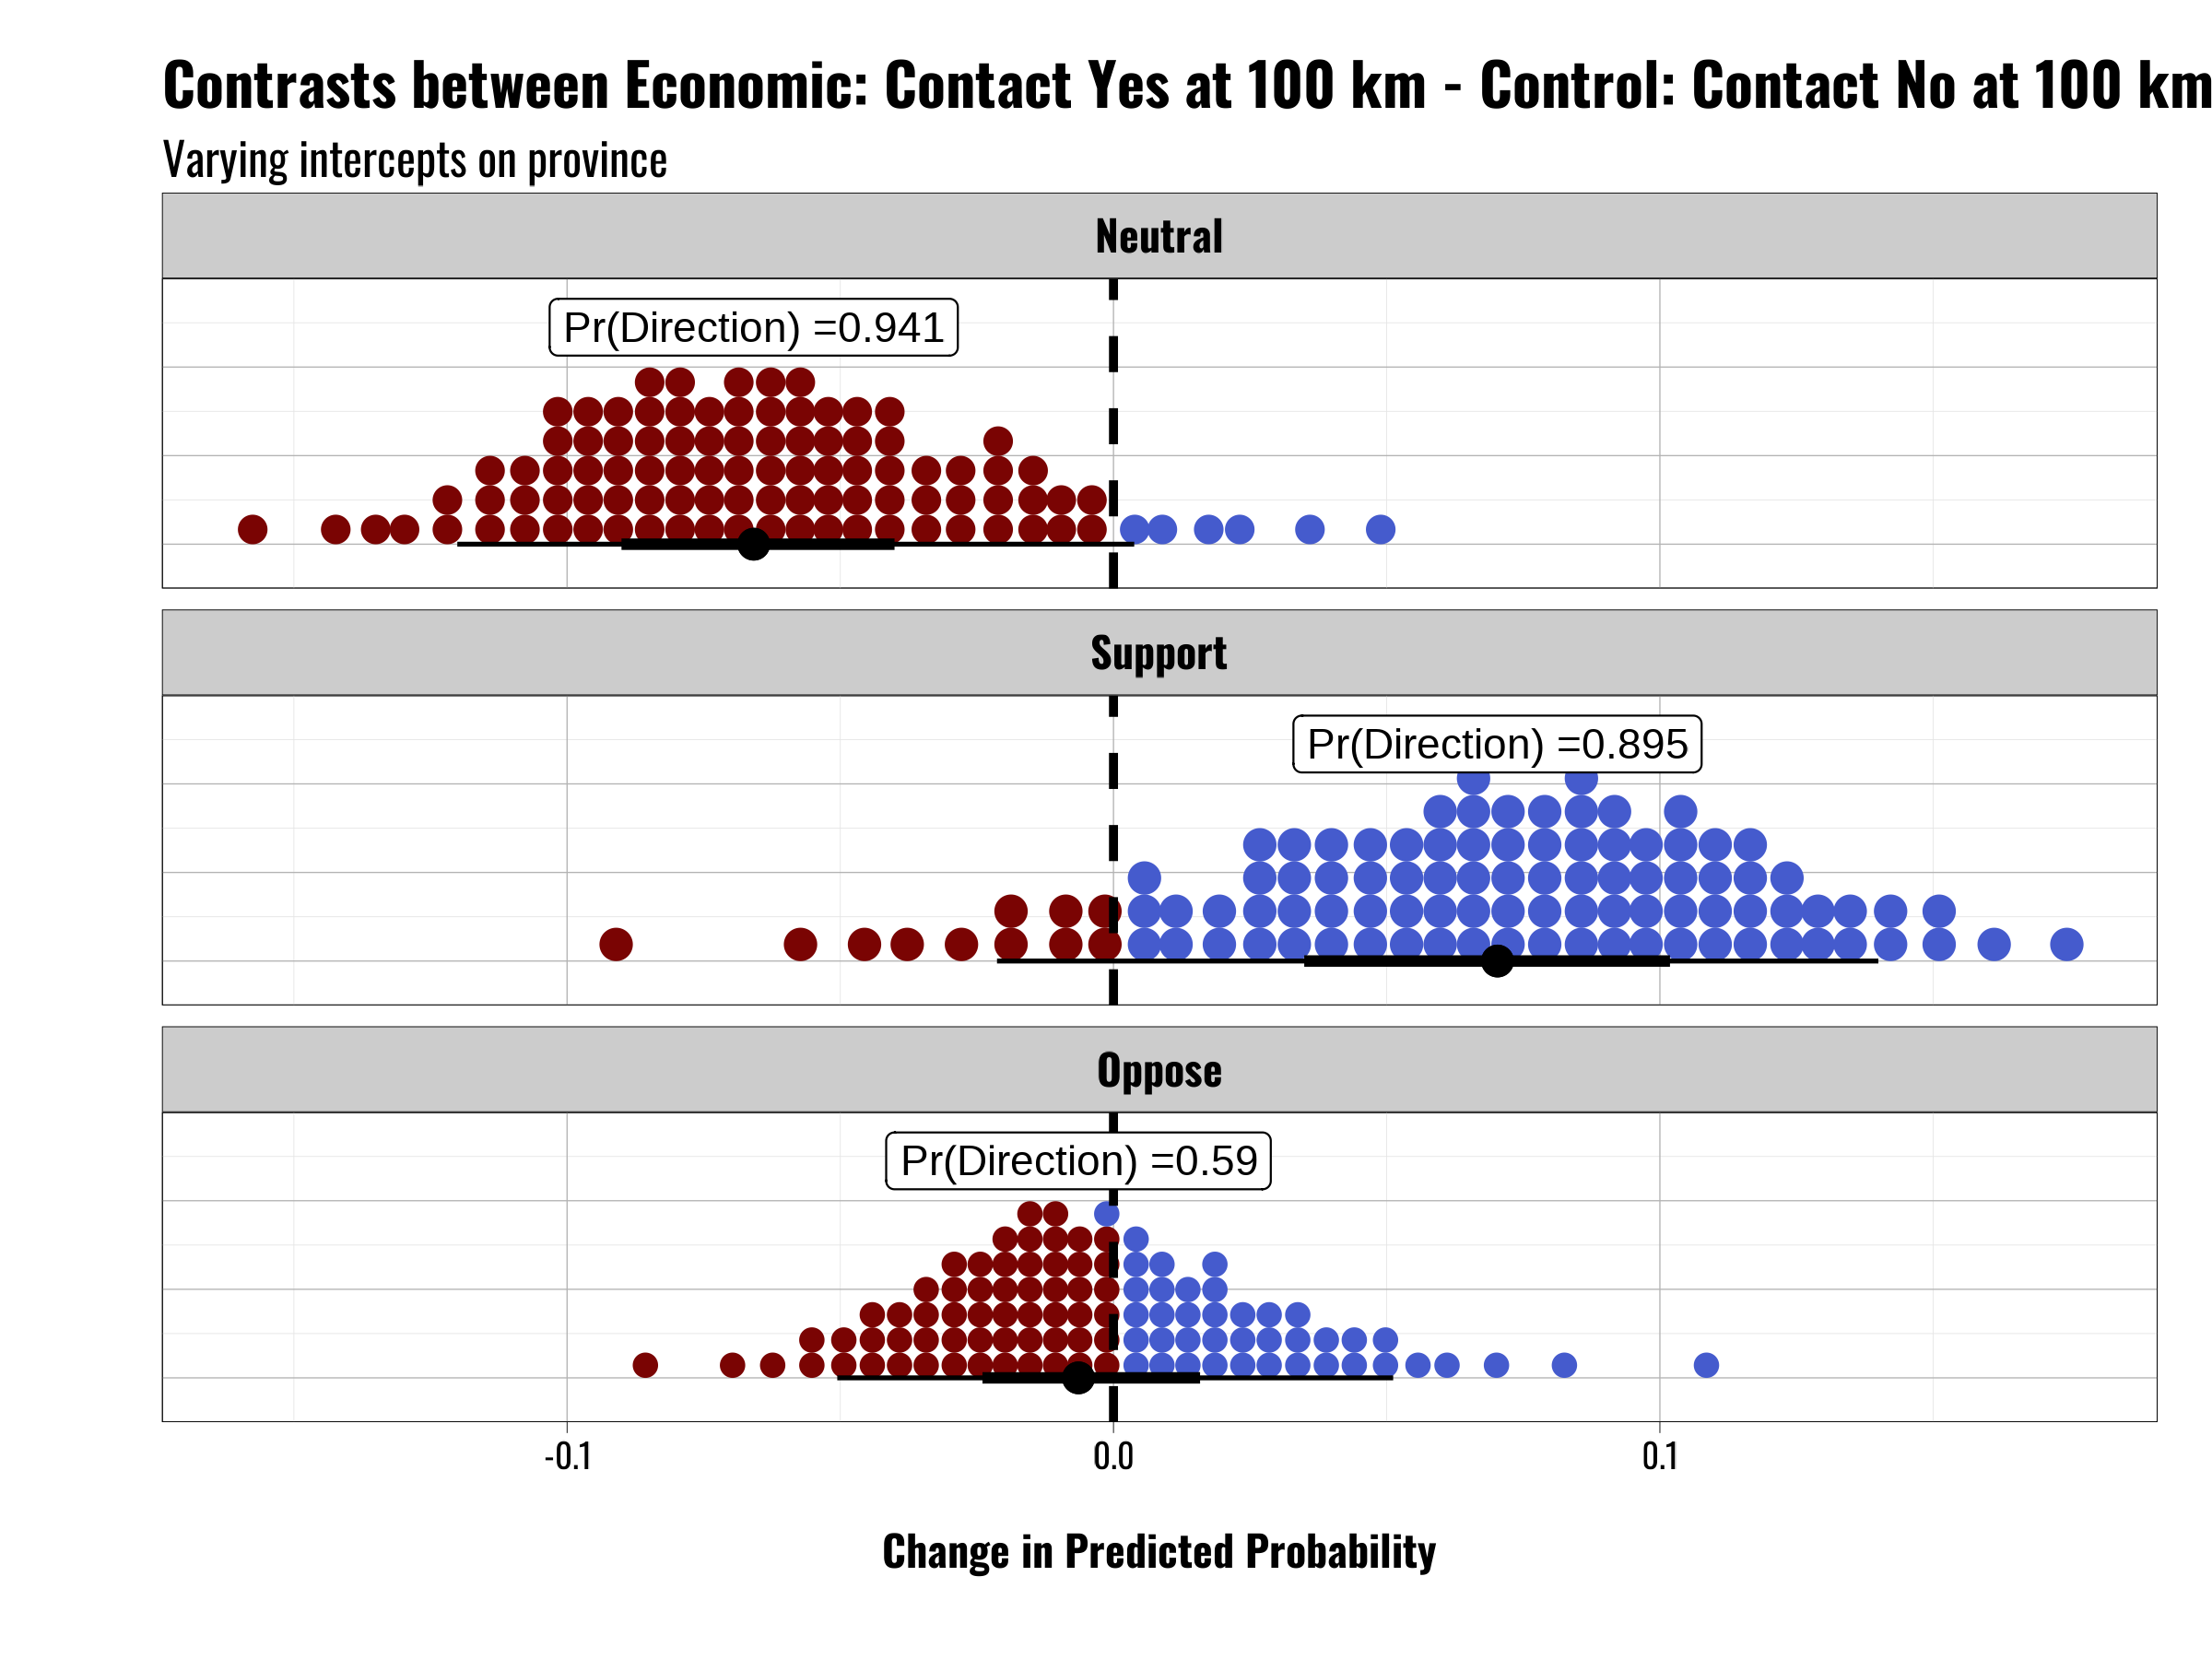 Contrasts between Economic: Contact Yes at 100 km - Control: Contact No at 100 km
Varying intercepts on province
Neutral
Pr(Direction) =0.941
Support
Pr(Direction) =0.895
Oppose
Pr(Direction) =0.59
-0.1 0.0 0.1
Change in Predicted Probability